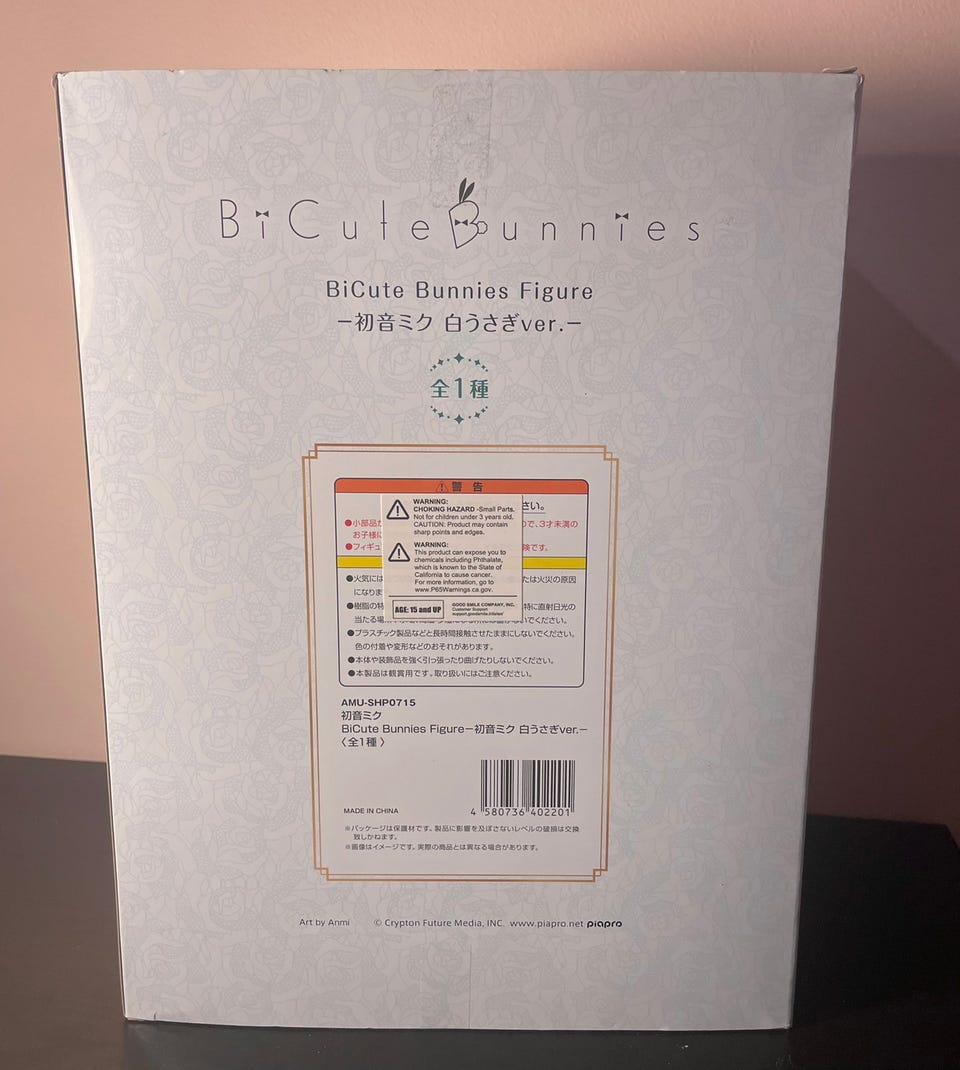 BiCute Bunnies
BiCute Bunnies Figure
－初音ミク 白うさぎver.－
全1種
⚠警告
さい。
●小部品が
ので、3才未満の
お子様に
●フィギュ
険です。
WARNING:
CHOKING HAZARD -Small Parts.
Not for children under 3 years old.
CAUTION: Product may contain
sharp points and edges.
WARNING:
This product can expose you to
chemicals including Phthalate,
which is known to the State of
California to cause cancer.
For more information, go to
www.P65Warnings.ca.gov.
AGE: 15 and UP
GOOD SMILE COMPANY, INC.
Customer Support
●火気には
または火災の原因
になりま
●樹脂の特
特に直射日光の
当たる場
ください。
●プラスチック製品などと長時間接触させたままにしないでください。
色の付着や変形などのおそれがあります。
●本体や装飾品を強く引っ張ったり曲げたりしないでください。
●本製品は観賞用です。取り扱いにはご注意ください。
AMU-SHP0715
初音ミク
BiCute Bunnies Figure－初音ミク 白うさぎver.－
〈全1種〉
4 580736 402201
MADE IN CHINA
※パッケージは保護材です。製品に影響を及ぼさないレベルの破損は交換
致しかねます。
※画像はイメージです。実際の商品とは異なる場合があります。
Art by Anmi © Crypton Future Media, INC. www.piapro.net piapro